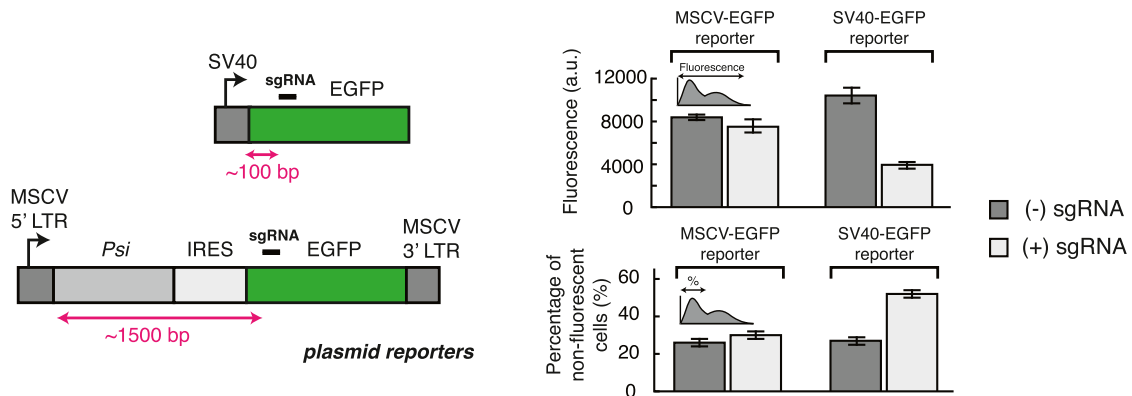 SV40
sgRNA
EGFP
~100 bp
MSCV
5’ LTR
Psi
IRES
sgRNA
EGFP
MSCV
3’ LTR
~1500 bp
plasmid reporters
MSCV-EGFP
reporter
SV40-EGFP
reporter
Fluorescence (a.u.)
12000
8000
4000
0
Fluorescence
MSCV-EGFP
reporter
SV40-EGFP
reporter
Percentage of
non-fluorescent
cells (%)
60
40
20
0
%
(-) sgRNA
(+) sgRNA